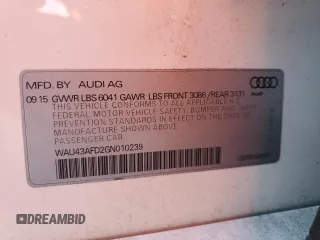 MFD. BY AUDI AG
09 15 GVWR LBS 6041 GAWR LBS FRONT 3086 / REAR 3131
Audi
THIS VEHICLE CONFORMS TO ALL APPLICABLE
FEDERAL MOTOR VEHICLE SAFETY, BUMPER AND THEFT
PREVENTION STANDARDS IN EFFECT ON THE
DATE OF MANUFACTURE SHOWN ABOVE
PASSENGER CAR
WAU43AFD2GN010239
DREAMBID